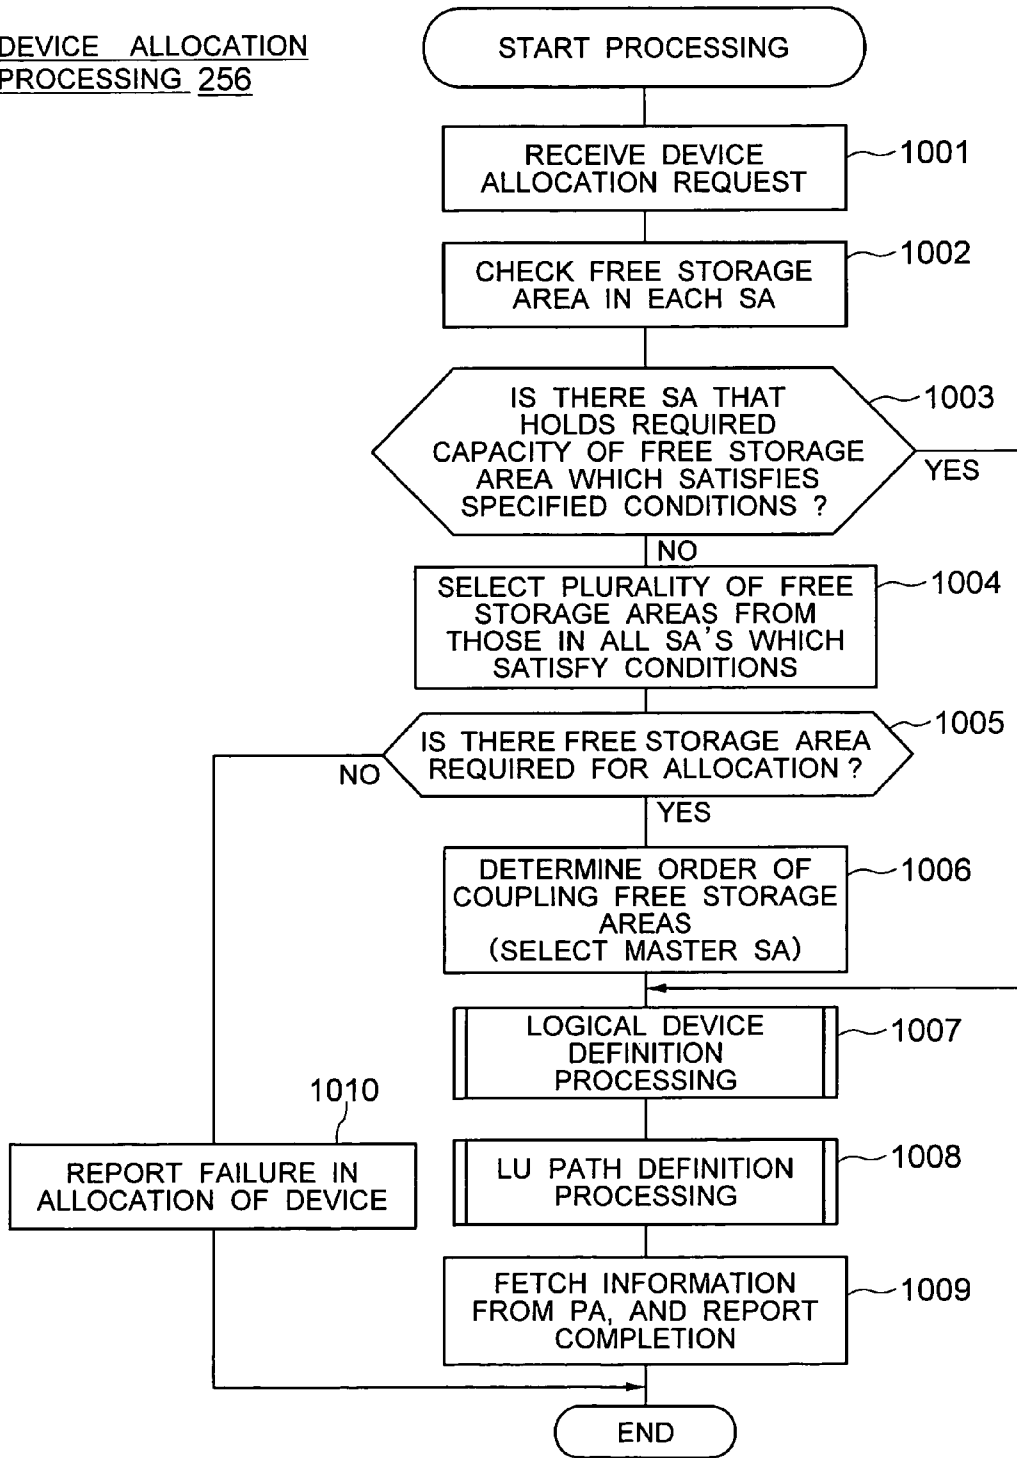 DEVICE ALLOCATION
PROCESSING 256
START PROCESSING
RECEIVE DEVICE
ALLOCATION REQUEST
1001
CHECK FREE STORAGE
AREA IN EACH SA
1002
IS THERE SA THAT
HOLDS REQUIRED
CAPACITY OF FREE STORAGE
AREA WHICH SATISFIES
SPECIFIED CONDITIONS ?
1003
YES
NO
SELECT PLURALITY OF FREE
STORAGE AREAS FROM
THOSE IN ALL SA'S WHICH
SATISFY CONDITIONS
1004
IS THERE FREE STORAGE AREA
REQUIRED FOR ALLOCATION ?
1005
NO
YES
DETERMINE ORDER OF
COUPLING FREE STORAGE
AREAS
(SELECT MASTER SA)
1006
LOGICAL DEVICE
DEFINITION
PROCESSING
1007
1010
REPORT FAILURE IN
ALLOCATION OF DEVICE
LU PATH DEFINITION
PROCESSING
1008
FETCH INFORMATION
FROM PA, AND REPORT
COMPLETION
1009
END